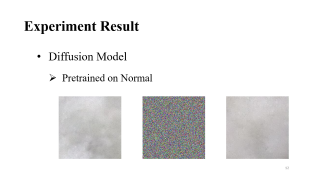 Experiment Result
• Diffusion Model
➢ Pretrained on Normal